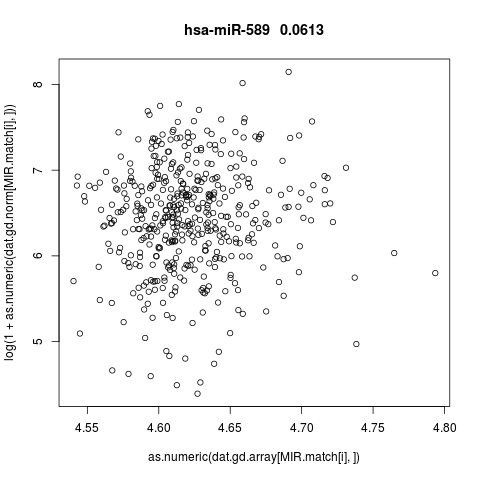 hsa-miR-589 0.0613
log(1 + as.numeric(dat.gd.norm[MIR.match[i], ]))
8
7
6
5
4.55 4.60 4.65 4.70 4.75 4.80
as.numeric(dat.gd.array[MIR.match[i], ])